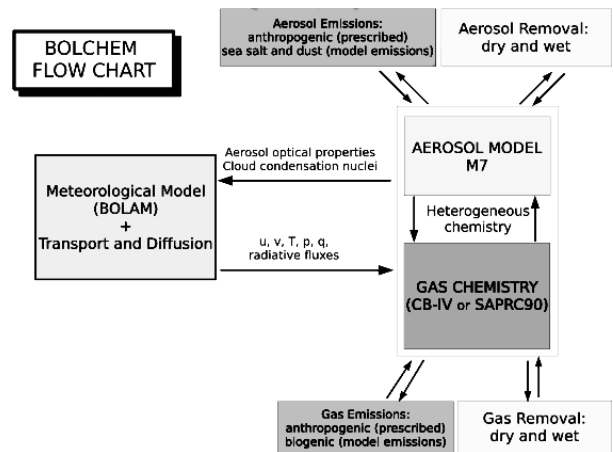 BOLCHEM
FLOW CHART
Aerosol Emissions:
anthropogenic (prescribed)
sea salt and dust (model emissions)
Aerosol Removal:
dry and wet
Aerosol optical properties
Cloud condensation nuclei
AEROSOL MODEL
M7
Meteorological Model
(BOLAM)
+
Transport and Diffusion
Heterogeneous
chemistry
u, v, T, p, q,
radiative fluxes
GAS CHEMISTRY
(CB-IV or SAPRC90)
Gas Emissions:
anthropogenic (prescribed)
biogenic (model emissions)
Gas Removal:
dry and wet